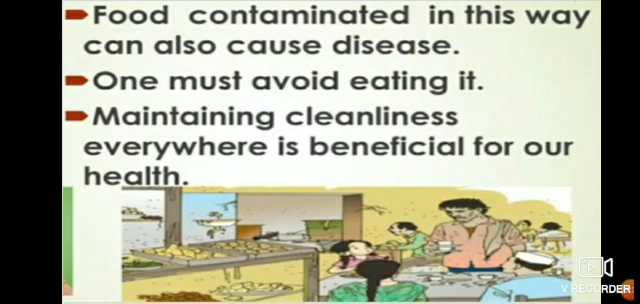 Food contaminated in this way
can also cause disease.
One must avoid eating it.
Maintaining cleanliness
everywhere is beneficial for our
health.
V RECORDER